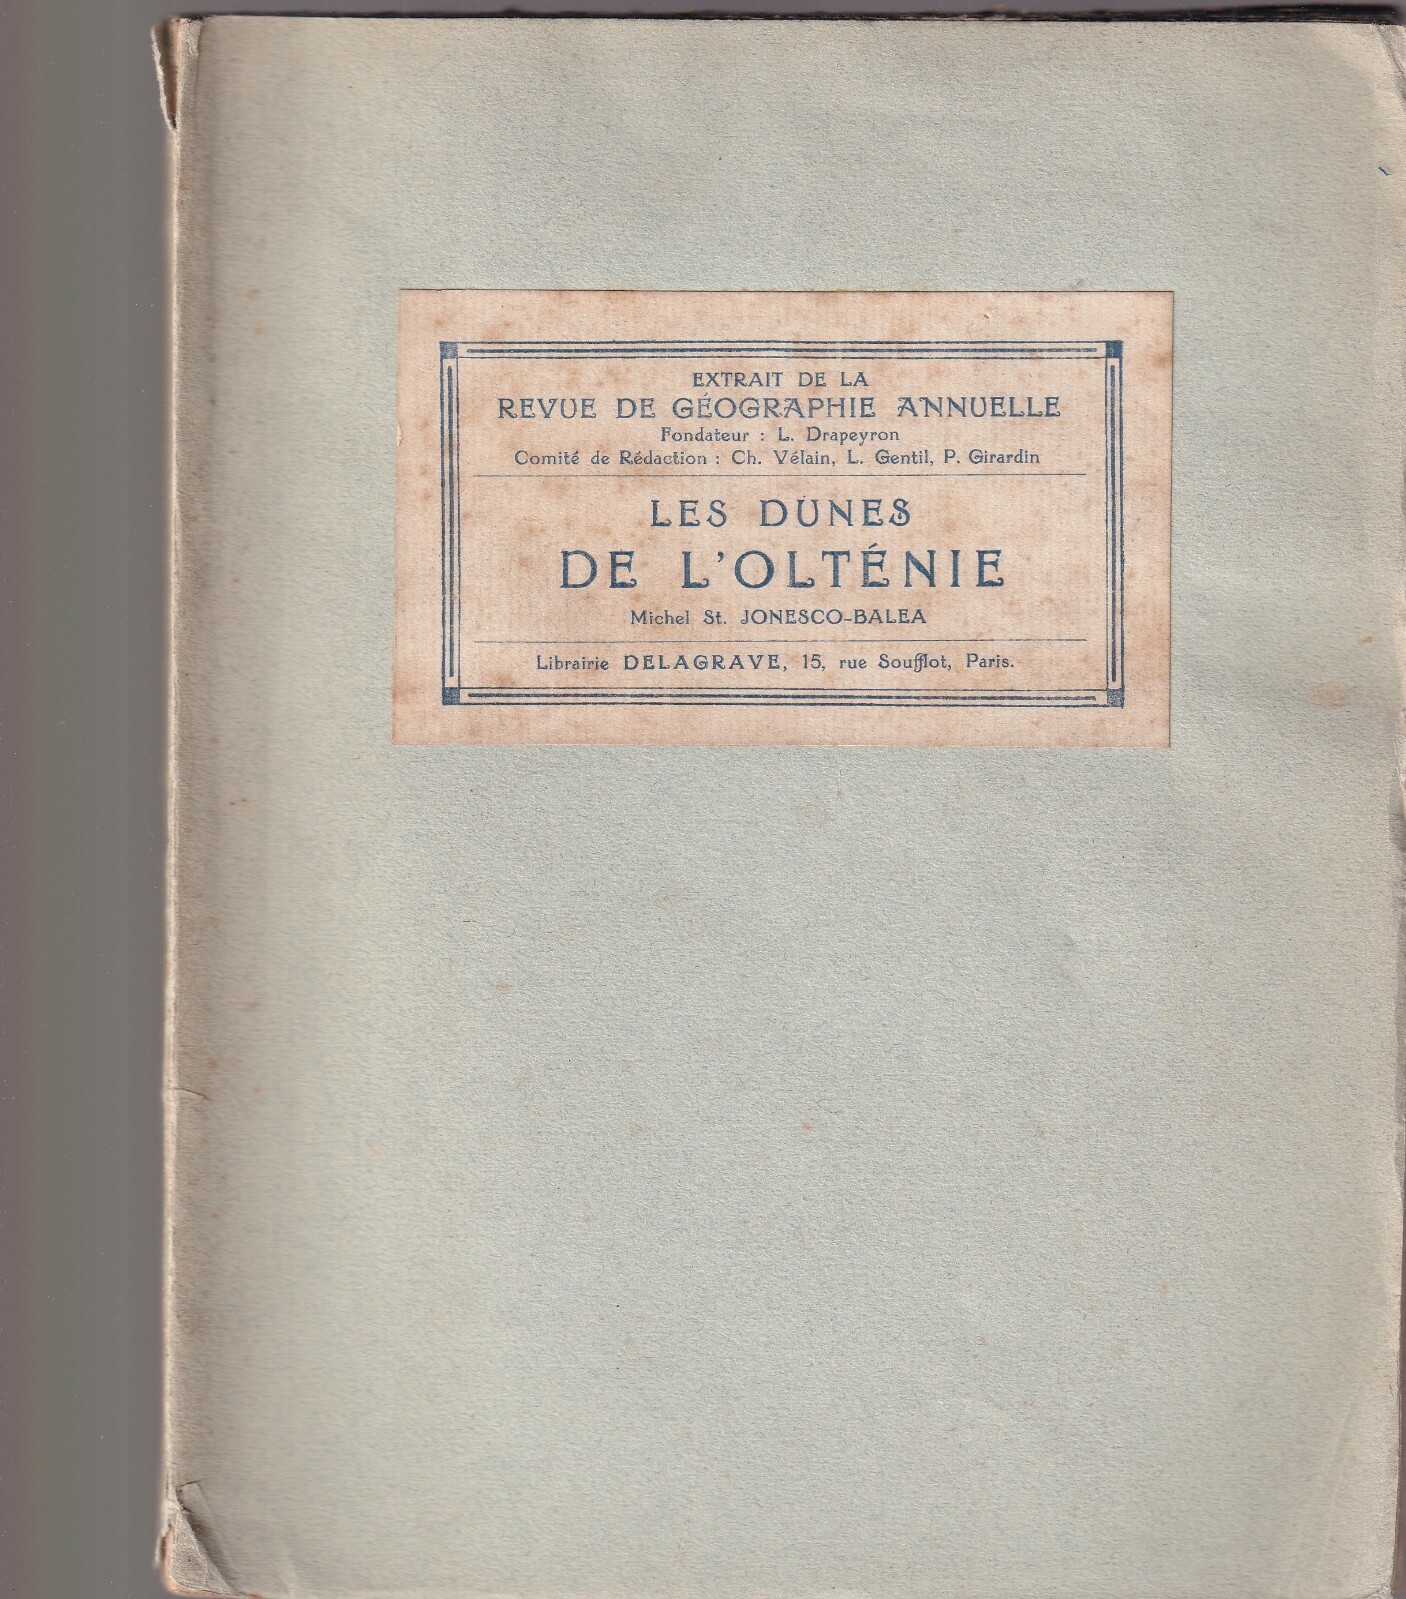 EXTRAIT DE LA
REVUE DE GÉOGRAPHIE ANNUELLE
Fondateur : L. Drapeyron
Comité de Rédaction : Ch. Vélain, L. Gentil, P. Girardin
LES DUNES
DE L'OLTÉNIE
Michel St. JONESCO-BALEA
Librairie DELAGRAVE, 15, rue Soufflot, Paris.